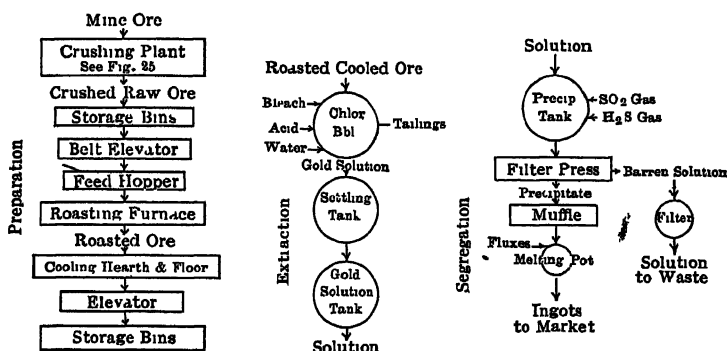 Mine Ore
Crushing Plant
See Fig. 25
Crushed Raw Ore
Storage Bins
Belt Elevator
Feed Hopper
Roasting Furnace
Roasted Ore
Cooling Hearth & Floor
Elevator
Storage Bins
Preparation
Roasted Cooled Ore
Bleach
Acid
Water
Chlor
Bbl
Tailings
Gold Solution
Settling
Tank
Gold
Solution
Tank
Solution
Extraction
Solution
Precip
Tank
SO2 Gas
H2S Gas
Filter Press
Barren Solution
Precipitate
Muffle
Filter
Fluxes
Melting Pot
Solution
to Waste
Ingots
to Market
Segregation